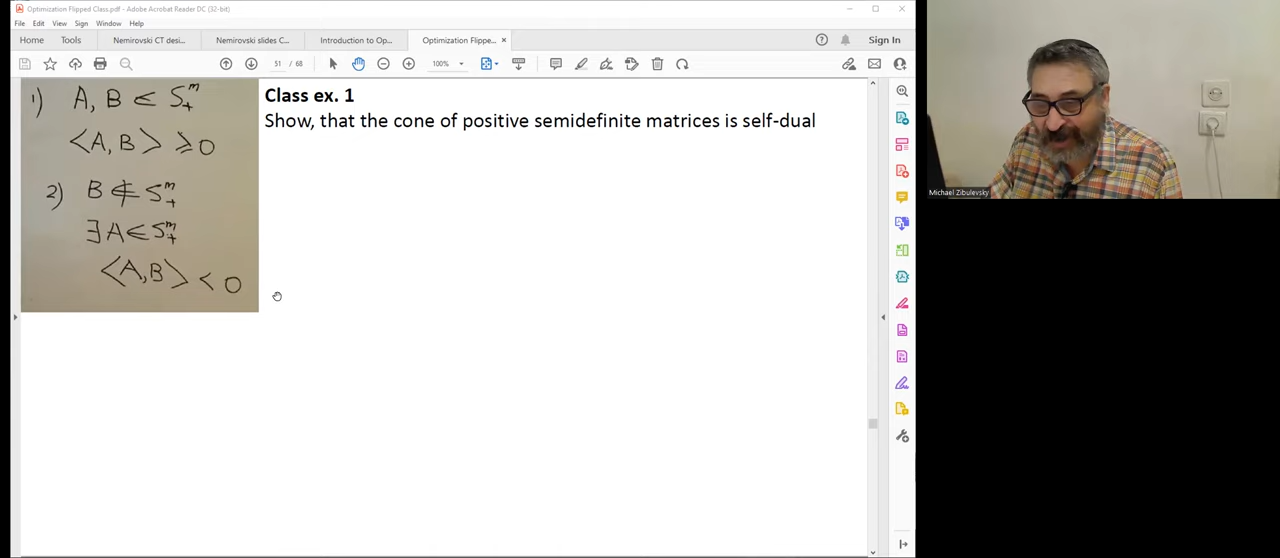 Optimization Flipped Class.pdf - Adobe Acrobat Reader DC (32-bit)
File Edit View Sign Window Help
Home Tools Nemirovski CT desi... Nemirovski slides C... Introduction to Op... Optimization Flippe... × Sign In
51 / 68 100%
1) A, B ∈ S₊ᵐ
<A, B> ⩾ 0
2) B ∉ S₊ᵐ
∃ A ∈ S₊ᵐ
<A, B> < 0
Class ex. 1
Show, that the cone of positive semidefinite matrices is self-dual
Michael Zibulevsky